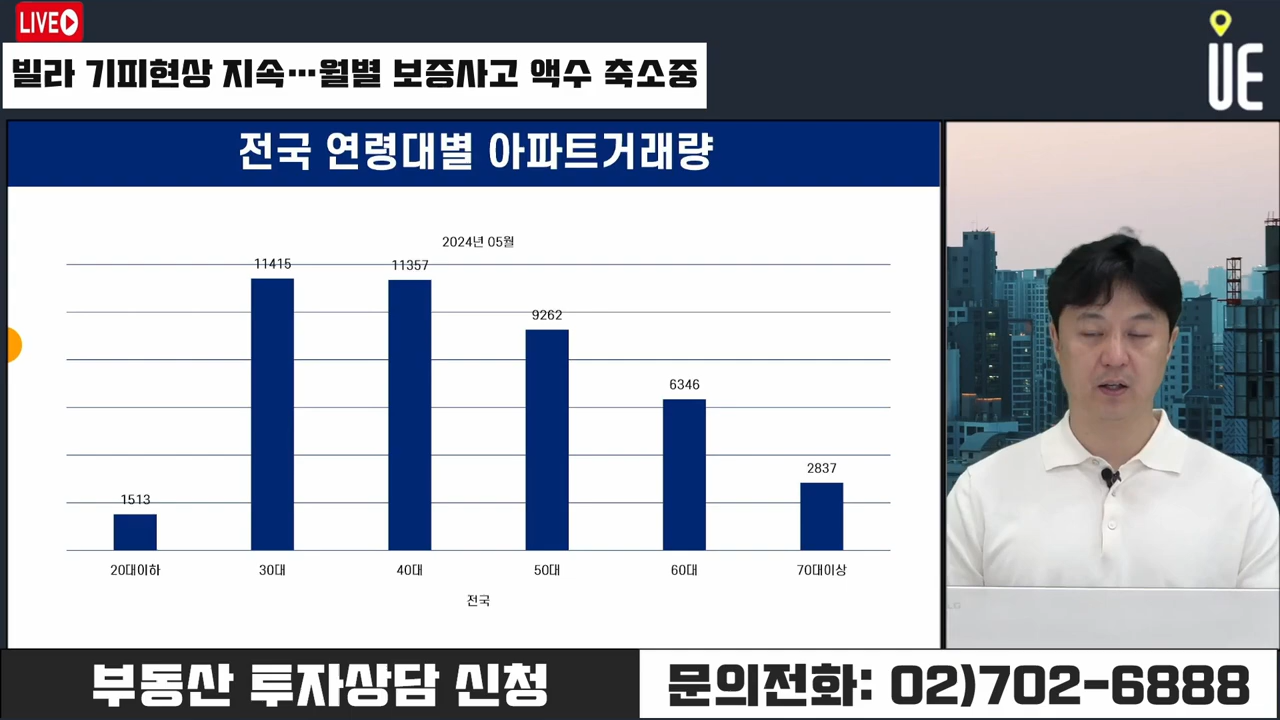 LIVE
빌라 기피현상 지속…월별 보증사고 액수 축소중
UE
전국 연령대별 아파트거래량
2024년 05월
11415
11357
9262
6346
2837
1513
20대이하 30대 40대 50대 60대 70대이상
전국
부동산 투자상담 신청
문의전화: 02)702-6888